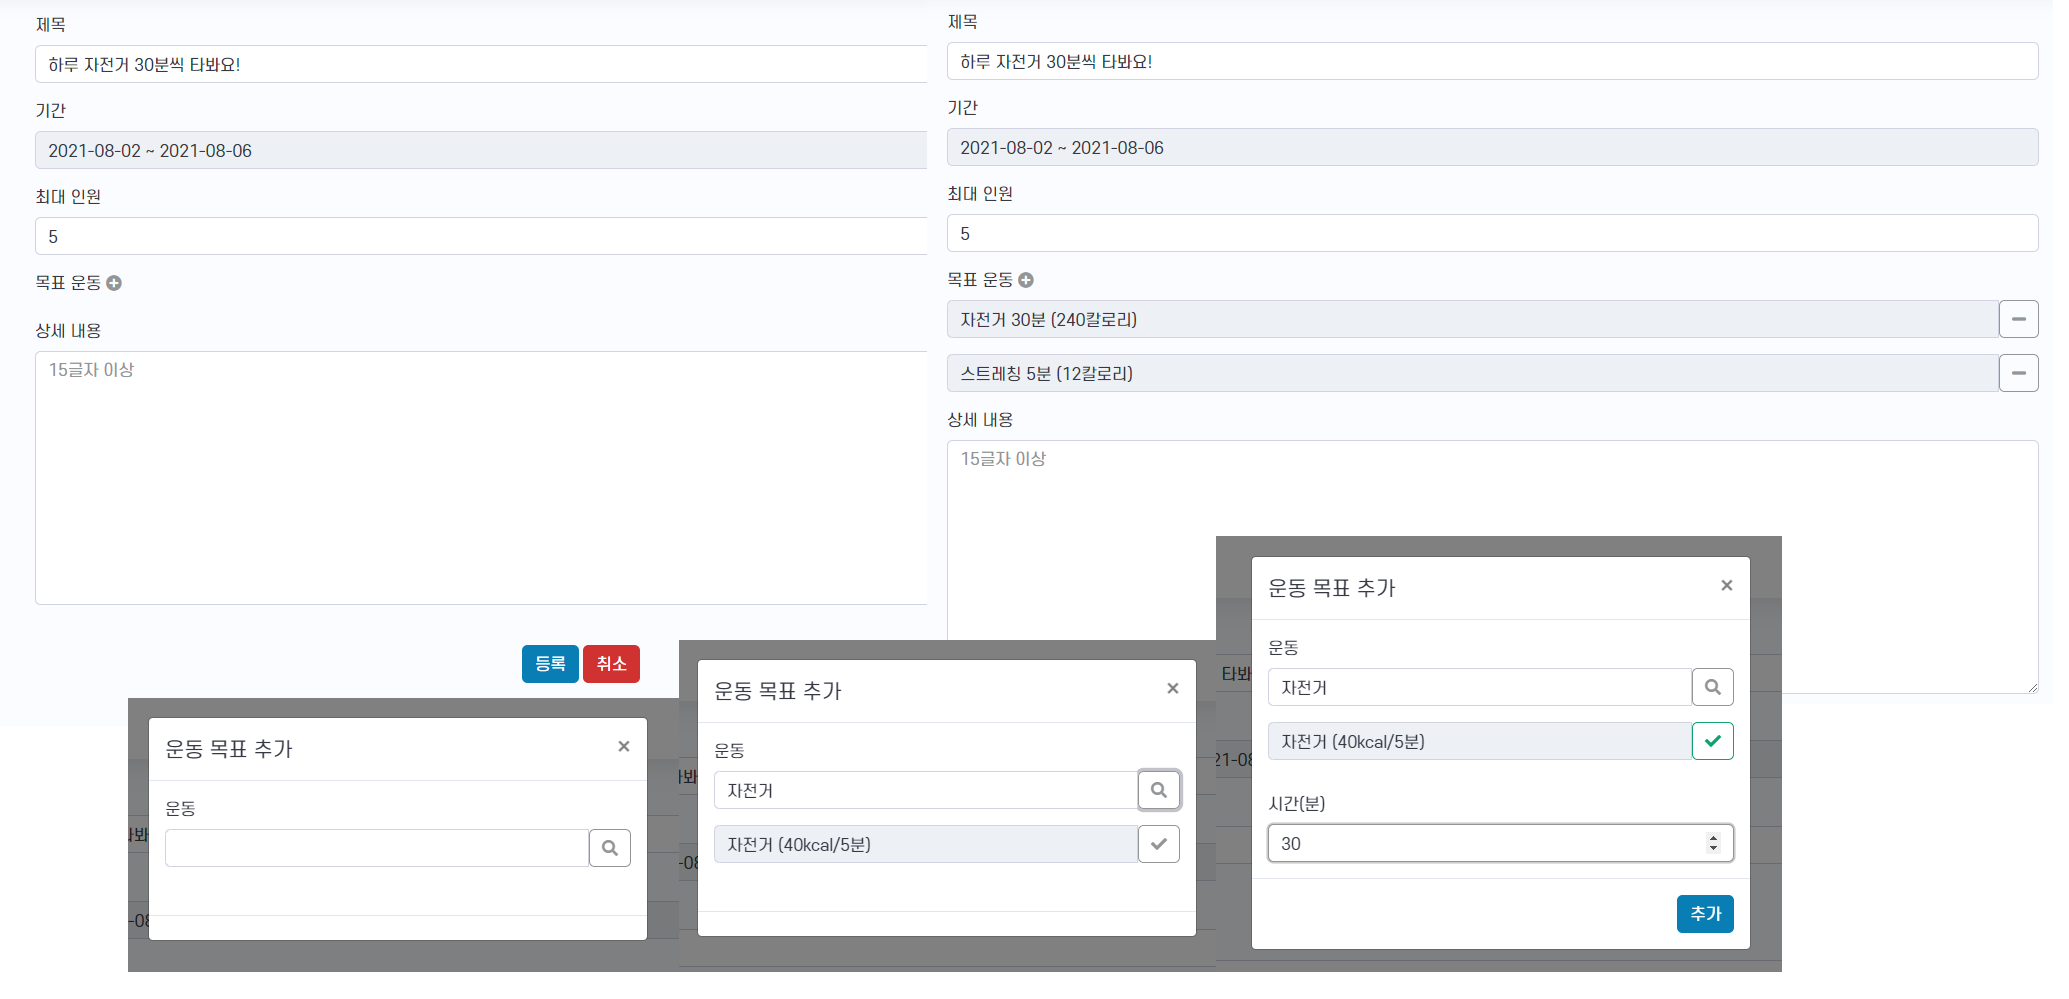 제목
하루 자전거 30분씩 타봐요!
기간
2021-08-02 ~ 2021-08-06
최대 인원
5
목표 운동
상세 내용
15글자 이상
등록 취소
제목
하루 자전거 30분씩 타봐요!
기간
2021-08-02 ~ 2021-08-06
최대 인원
5
목표 운동
자전거 30분 (240칼로리)
스트레칭 5분 (12칼로리)
상세 내용
15글자 이상
운동 목표 추가
운동
운동 목표 추가
운동
자전거
자전거 (40kcal/5분)
운동 목표 추가
운동
자전거
자전거 (40kcal/5분)
시간(분)
30
추가